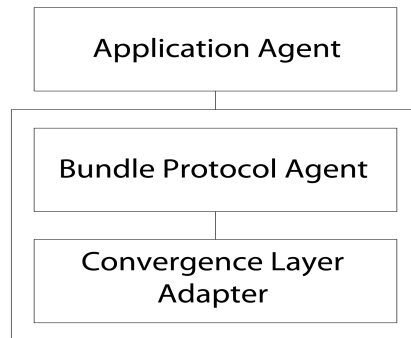 Application Agent
Bundle Protocol Agent
Convergence Layer
Adapter